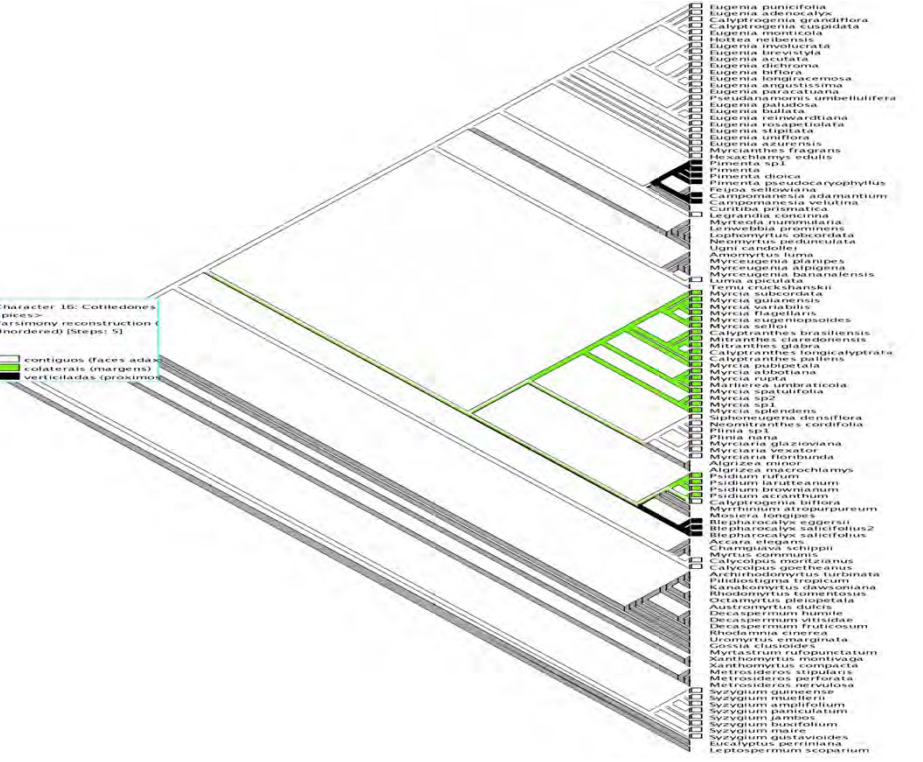 Character 16: Cotiledones
pices>
arsimony reconstruction (
Unordered) [Steps: 5]
contiguos (faces adax
colaterais (margens)
verticiladas (proximos
Eugenia punicifolia
Eugenia adenocalyx
Calyptrogenia grandiflora
Calyptrogenia cuspidata
Eugenia monticola
Hottea neibensis
Eugenia involucrata
Eugenia brevistyla
Eugenia acutata
Eugenia dichroma
Eugenia biflora
Eugenia longiracemosa
Eugenia angustissima
Eugenia paracatuana
Pseudanamomis umbellulifera
Eugenia paludosa
Eugenia bullata
Eugenia reinwardtiana
Eugenia rosapetiolata
Eugenia stipitata
Eugenia uniflora
Eugenia azurensis
Myrcianthes fragrans
Hexachlamys edulis
Pimenta sp1
Pimenta
Pimenta dioica
Pimenta pseudocaryophyllus
Feijoa sellowiana
Campomanesia adamantium
Campomanesia velutina
Curitiba prismatica
Legrandia concinna
Myrteola nummularia
Lenwebbia prominens
Lophomyrtus obcordata
Neomyrtus pedunculata
Ugni candollei
Amomyrtus luma
Myrceugenia planipes
Myrceugenia alpigena
Myrceugenia bananalensis
Luma apiculata
Temu cruckshanskii
Myrcia subcordata
Myrcia guianensis
Myrcia variabilis
Myrcia flagellaris
Myrcia eugeniopsoides
Myrcia selloi
Calyptranthes brasiliensis
Mitranthes claredonensis
Mitranthes glabra
Calyptranthes longicalyptrata
Calyptranthes pallens
Myrcia pubipetala
Myrcia abbotiana
Myrcia rupta
Marlierea umbraticola
Myrcia spatulifolia
Myrcia sp2
Myrcia sp1
Myrcia splendens
Siphoneugena densiflora
Neomitranthes cordifolia
Plinia sp1
Plinia nana
Myrciaria glazioviana
Myrciaria vexator
Myrciaria floribunda
Algrizea minor
Algrizea macrochlamys
Psidium rufum
Psidium larutteanum
Psidium brownianum
Psidium acranthum
Calyptrogenia biflora
Myrrhinium atropurpureum
Mosiera longipes
Blepharocalyx eggersii
Blepharocalyx salicifolius2
Blepharocalyx salicifolius
Accara elegans
Chamguava schippii
Myrtus communis
Calycolpus moritzianus
Calycolpus goetheanus
Archirhodomyrtus turbinata
Pilidiostigma tropicum
Kanakomyrtus dawsoniana
Rhodomyrtus tomentosus
Octamyrtus pleiopetala
Austromyrtus dulcis
Decaspermum humile
Decaspermum vitisidae
Decaspermum fruticosum
Rhodamnia cinerea
Uromyrtus emarginata
Gossia clusioides
Myrtastrum rufopunctatum
Xanthomyrtus montivaga
Xanthomyrtus compacta
Metrosideros stipularis
Metrosideros perforata
Metrosideros nervulosa
Syzygium guineense
Syzygium muellerii
Syzygium amplifolium
Syzygium paniculatum
Syzygium jambos
Syzygium buxifolium
Syzygium maire
Syzygium gustavioides
Eucalyptus perriniana
Leptospermum scoparium